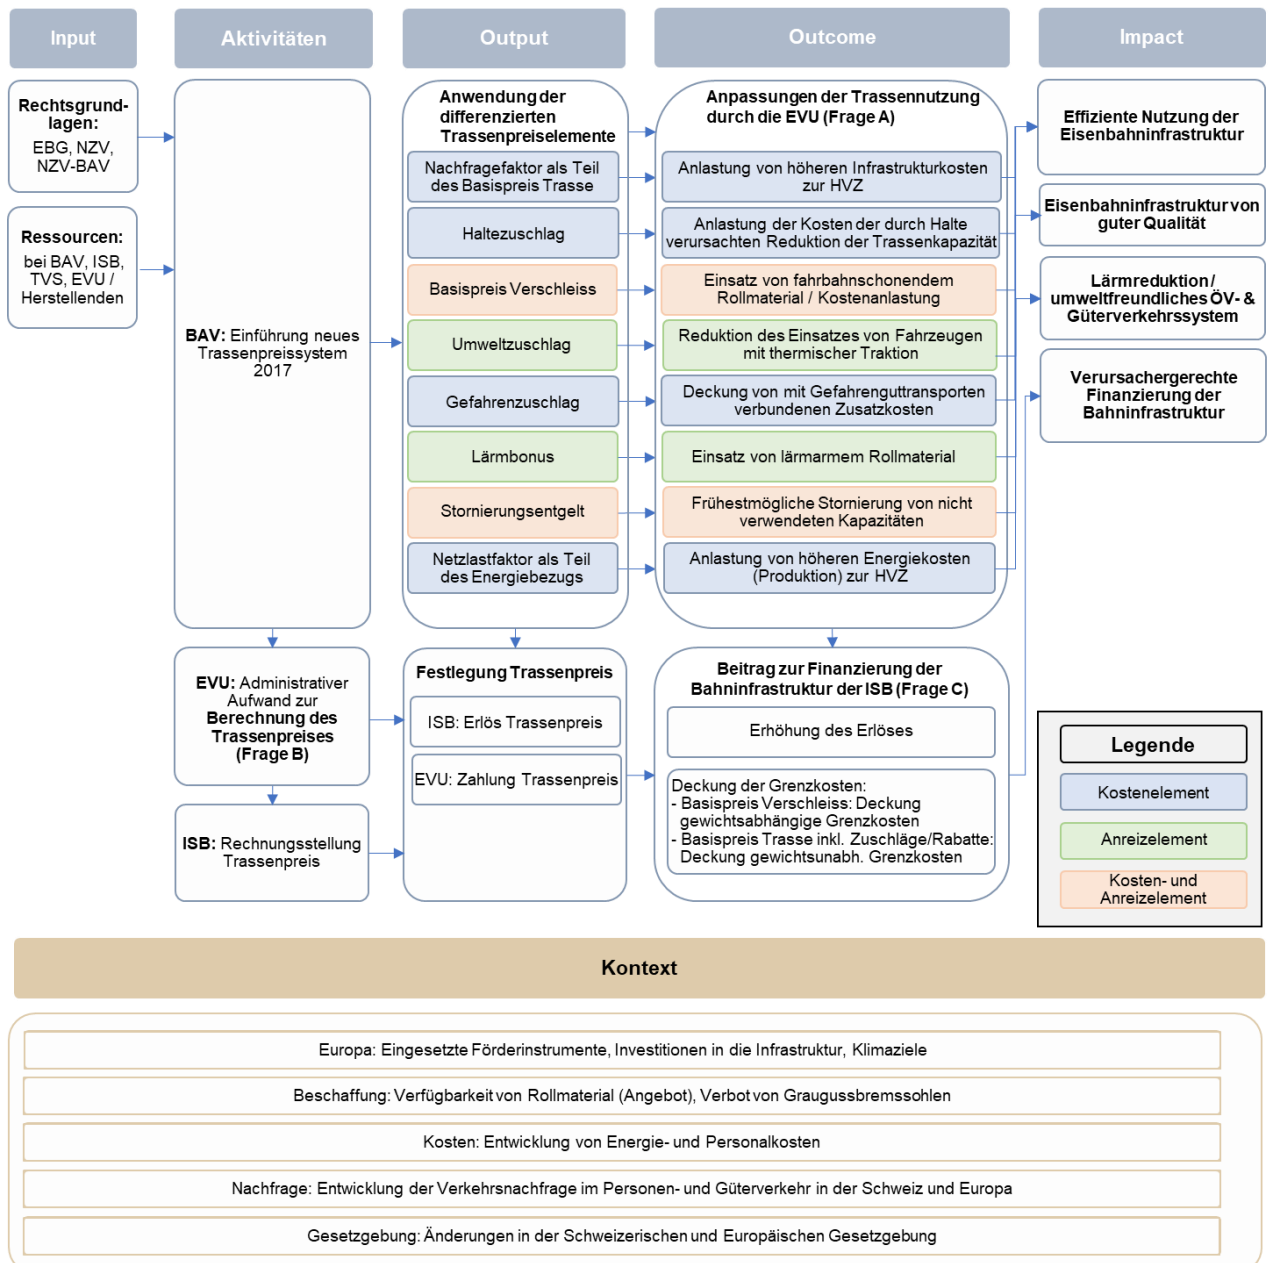 Input
Aktivitäten
Output
Outcome
Impact
Rechtsgrund-
lagen:
EBG, NZV,
NZV-BAV
Ressourcen:
bei BAV, ISB,
TVS, EVU /
Herstellenden
BAV: Einführung neues
Trassenpreissystem
2017
EVU: Administrativer
Aufwand zur
Berechnung des
Trassenpreises
(Frage B)
ISB: Rechnungsstellung
Trassenpreis
Anwendung der
differenzierten
Trassenpreiselemente
Nachfragefaktor als Teil
des Basispreis Trasse
Haltezuschlag
Basispreis Verschleiss
Umweltzuschlag
Gefahrenzuschlag
Lärmbonus
Stornierungsentgelt
Netzlastfaktor als Teil
des Energiebezugs
Festlegung Trassenpreis
ISB: Erlös Trassenpreis
EVU: Zahlung Trassenpreis
Anpassungen der Trassennutzung
durch die EVU (Frage A)
Anlastung von höheren Infrastrukturkosten
zur HVZ
Anlastung der Kosten der durch Halte
verursachten Reduktion der Trassenkapazität
Einsatz von fahrbahnschonendem
Rollmaterial / Kostenanlastung
Reduktion des Einsatzes von Fahrzeugen
mit thermischer Traktion
Deckung von mit Gefahrenguttransporten
verbundenen Zusatzkosten
Einsatz von lärmarmem Rollmaterial
Frühestmögliche Stornierung von nicht
verwendeten Kapazitäten
Anlastung von höheren Energiekosten
(Produktion) zur HVZ
Beitrag zur Finanzierung der
Bahninfrastruktur der ISB (Frage C)
Erhöhung des Erlöses
Deckung der Grenzkosten:
- Basispreis Verschleiss: Deckung
gewichtsabhängige Grenzkosten
- Basispreis Trasse inkl. Zuschläge/Rabatte:
Deckung gewichtsunabh. Grenzkosten
Effiziente Nutzung der
Eisenbahninfrastruktur
Eisenbahninfrastruktur von
guter Qualität
Lärmreduktion /
umweltfreundliches ÖV- &
Güterverkehrssystem
Verursachergerechte
Finanzierung der
Bahninfrastruktur
Legende
Kostenelement
Anreizelement
Kosten- und
Anreizelement
Kontext
Europa: Eingesetzte Förderinstrumente, Investitionen in die Infrastruktur, Klimaziele
Beschaffung: Verfügbarkeit von Rollmaterial (Angebot), Verbot von Graugussbremssohlen
Kosten: Entwicklung von Energie- und Personalkosten
Nachfrage: Entwicklung der Verkehrsnachfrage im Personen- und Güterverkehr in der Schweiz und Europa
Gesetzgebung: Änderungen in der Schweizerischen und Europäischen Gesetzgebung